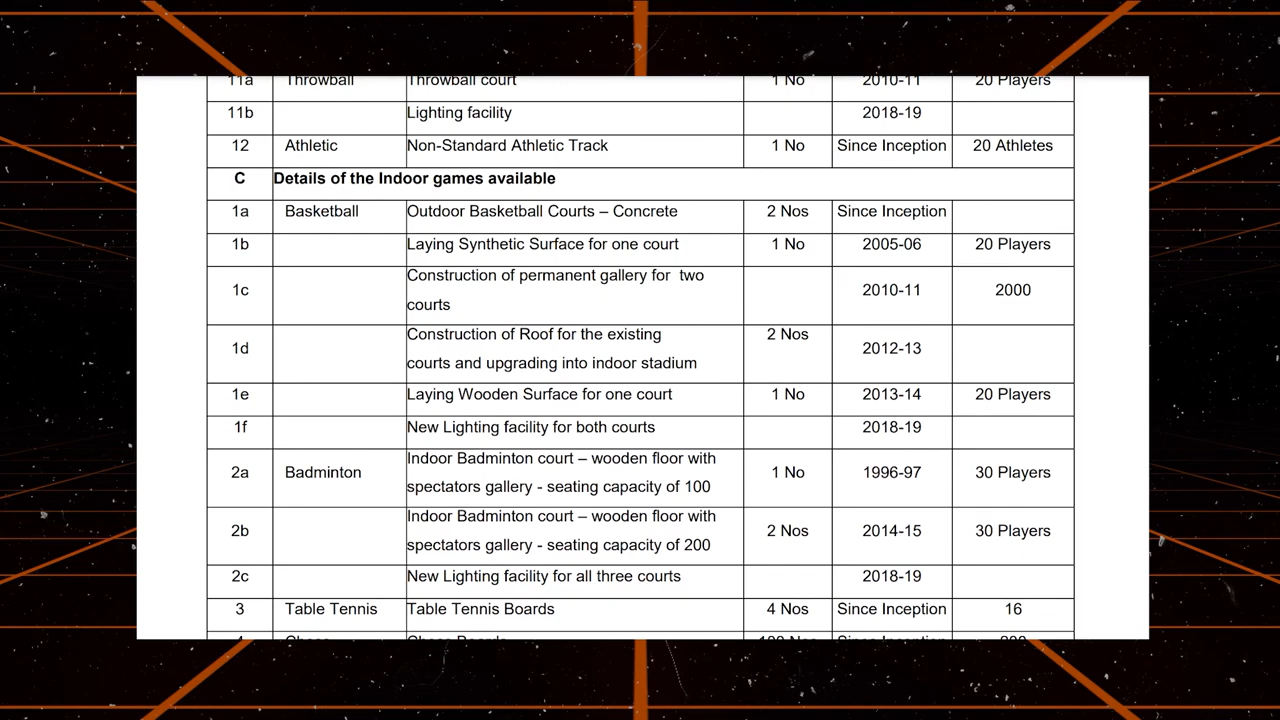 11a Throwball Throwball court 1 No 2010-11 20 Players
11b Lighting facility 2018-19
12 Athletic Non-Standard Athletic Track 1 No Since Inception 20 Athletes
C Details of the Indoor games available
1a Basketball Outdoor Basketball Courts – Concrete 2 Nos Since Inception
1b Laying Synthetic Surface for one court 1 No 2005-06 20 Players
1c Construction of permanent gallery for two
courts 2010-11 2000
1d Construction of Roof for the existing 2 Nos
courts and upgrading into indoor stadium 2012-13
1e Laying Wooden Surface for one court 1 No 2013-14 20 Players
1f New Lighting facility for both courts 2018-19
2a Badminton Indoor Badminton court – wooden floor with
spectators gallery - seating capacity of 100 1 No 1996-97 30 Players
2b Indoor Badminton court – wooden floor with
spectators gallery - seating capacity of 200 2 Nos 2014-15 30 Players
2c New Lighting facility for all three courts 2018-19
3 Table Tennis Table Tennis Boards 4 Nos Since Inception 16
4 Chess Chess Boards Since Inception